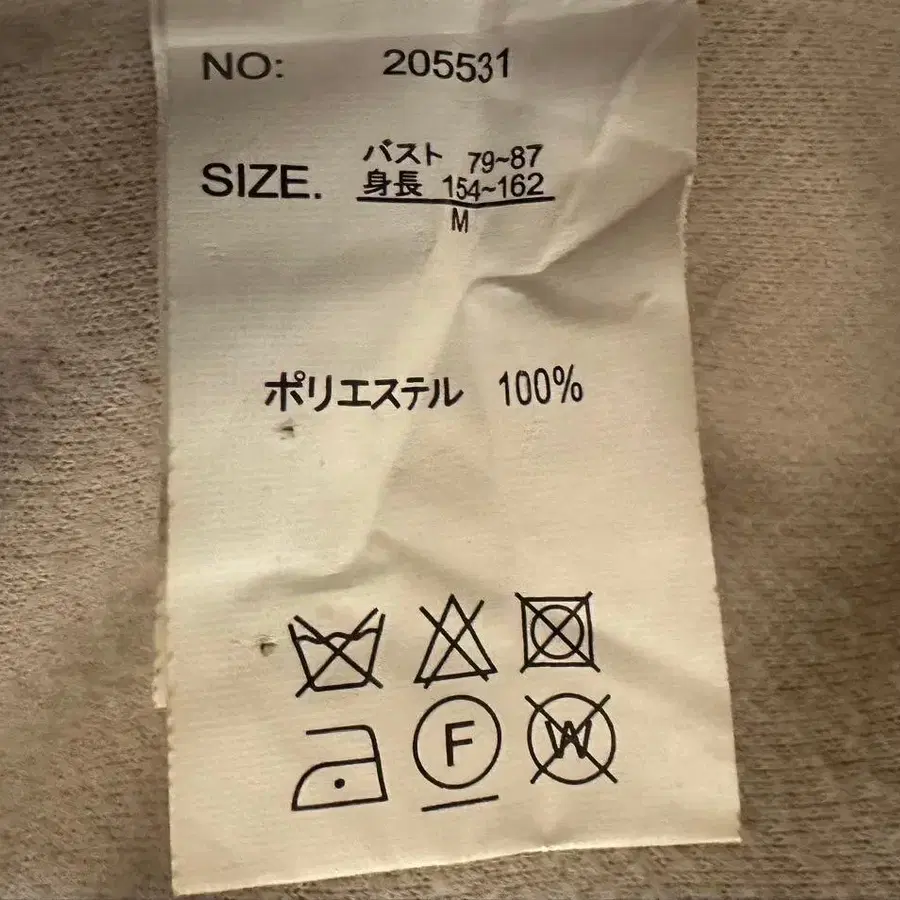 NO: 205531
SIZE. バスト 79~87
身長 154~162
M
ポリエステル 100%
F
W